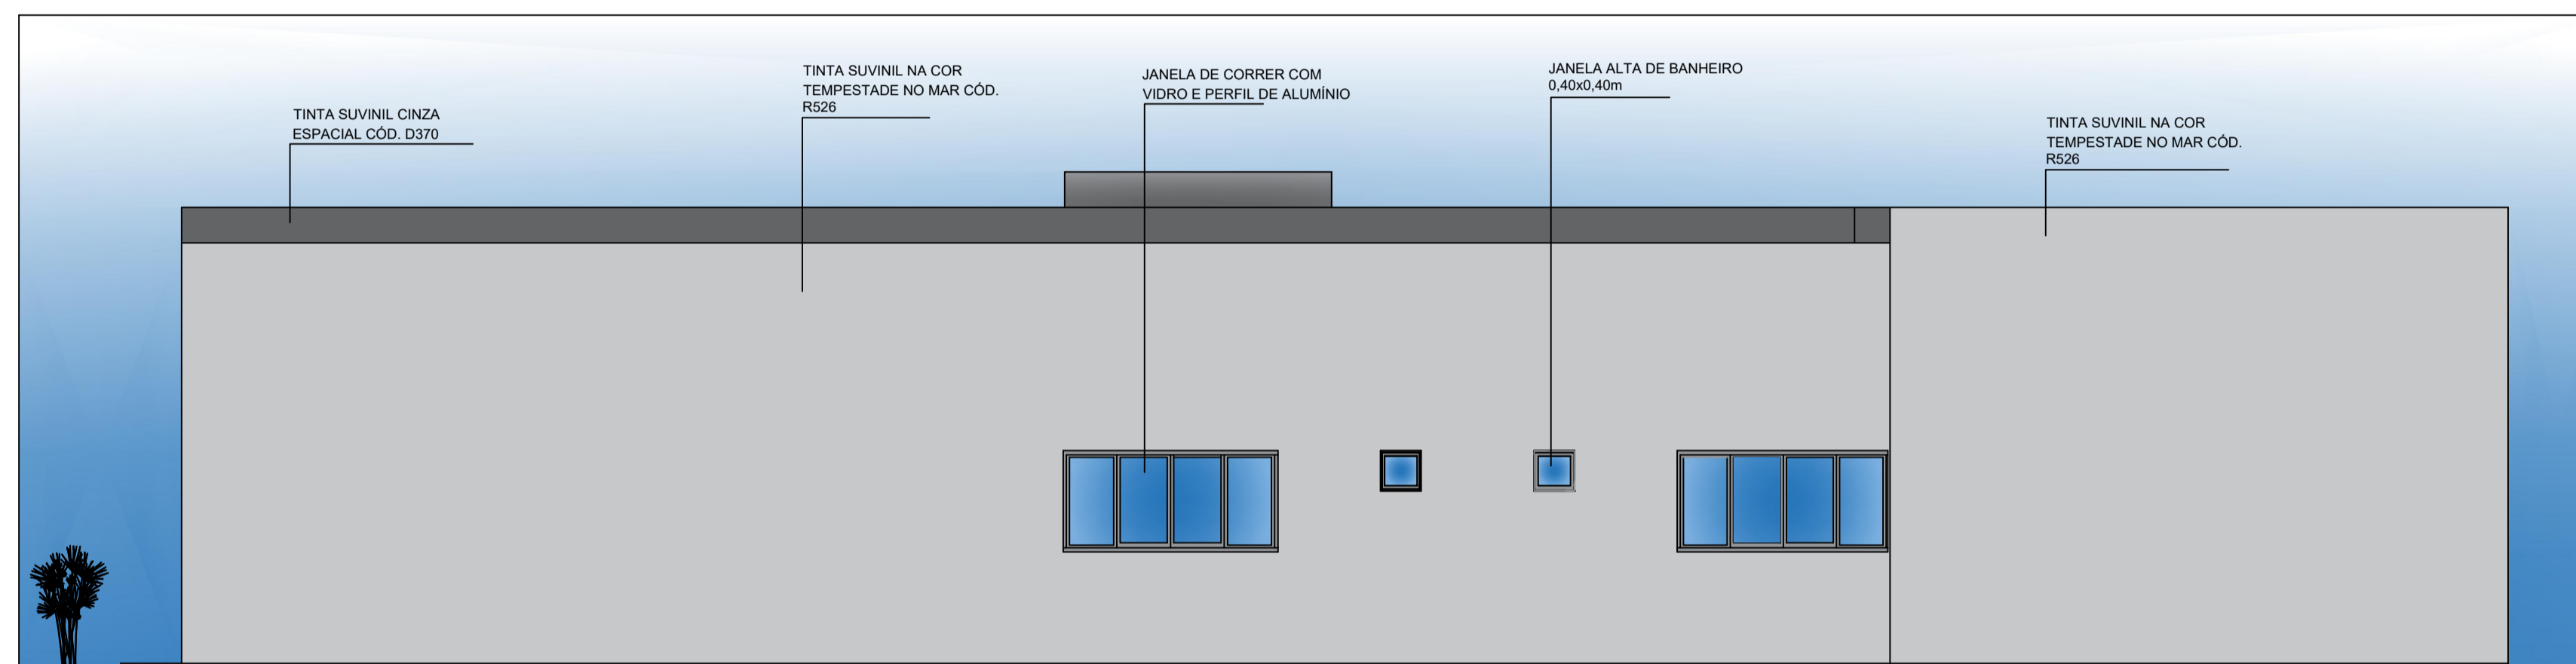 TINTA SUVINIL CINZA
ESPACIAL CÓD. D370
TINTA SUVINIL NA COR
TEMPESTADE NO MAR CÓD.
R526
JANELA DE CORRER COM
VIDRO E PERFIL DE ALUMÍNIO
JANELA ALTA DE BANHEIRO
0,40x0,40m
TINTA SUVINIL NA COR
TEMPESTADE NO MAR CÓD.
R526